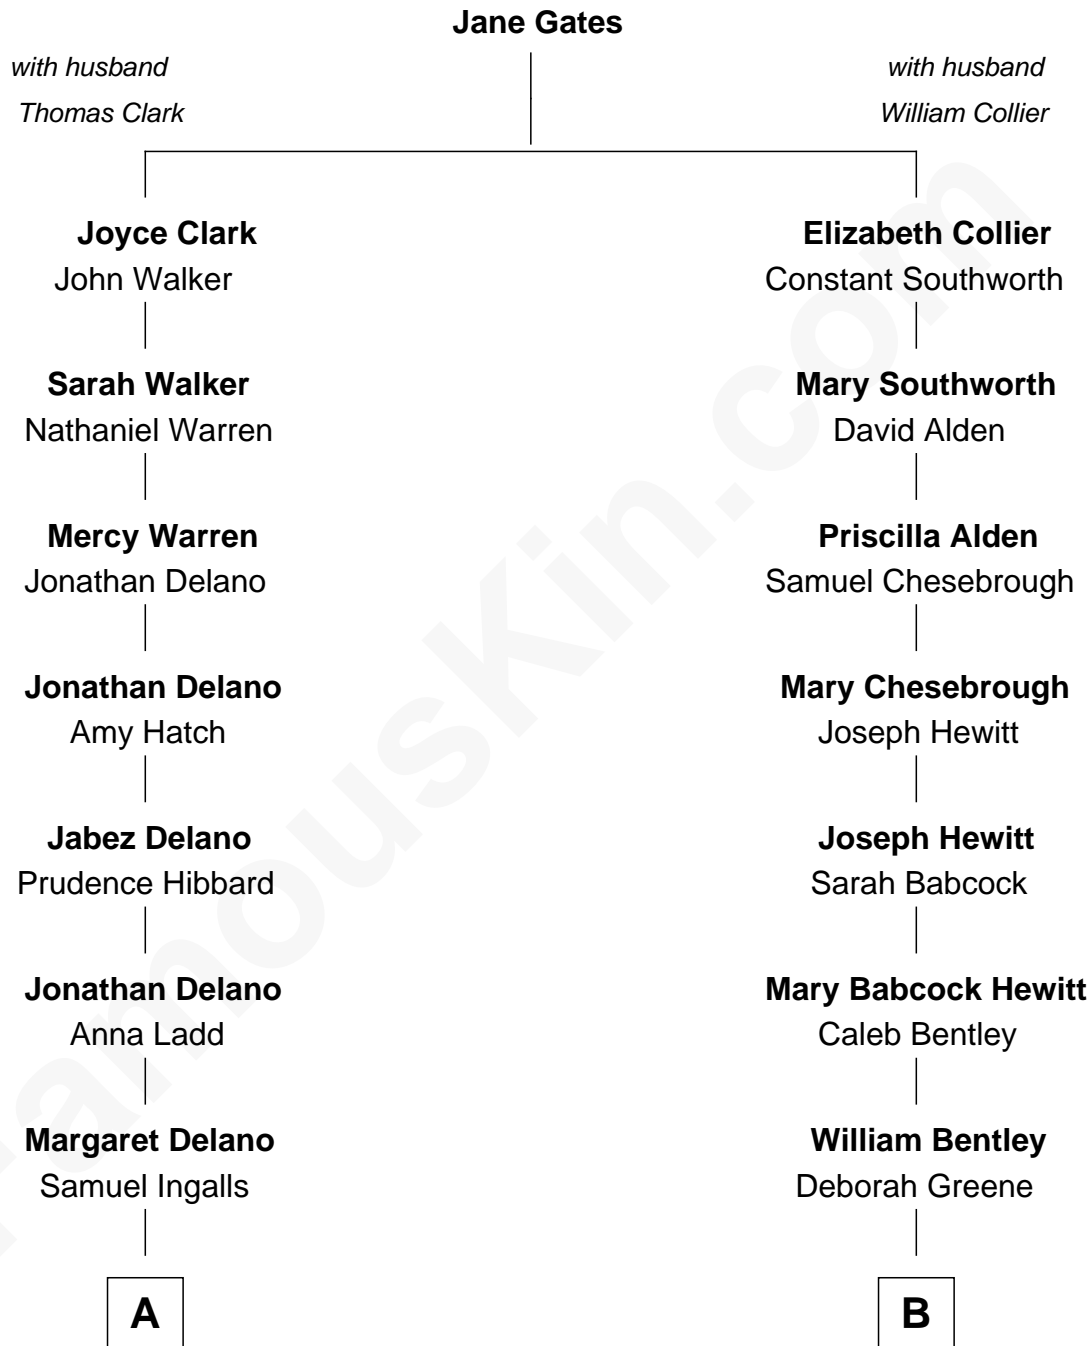 Jane Gates
with husband
Thomas Clark
with husband
William Collier
Joyce Clark
John Walker
Elizabeth Collier
Constant Southworth
Sarah Walker
Nathaniel Warren
Mary Southworth
David Alden
Mercy Warren
Jonathan Delano
Priscilla Alden
Samuel Chesebrough
Jonathan Delano
Amy Hatch
Mary Chesebrough
Joseph Hewitt
Jabez Delano
Prudence Hibbard
Joseph Hewitt
Sarah Babcock
Jonathan Delano
Anna Ladd
Mary Babcock Hewitt
Caleb Bentley
Margaret Delano
Samuel Ingalls
William Bentley
Deborah Greene
A
B
FamousKin.com